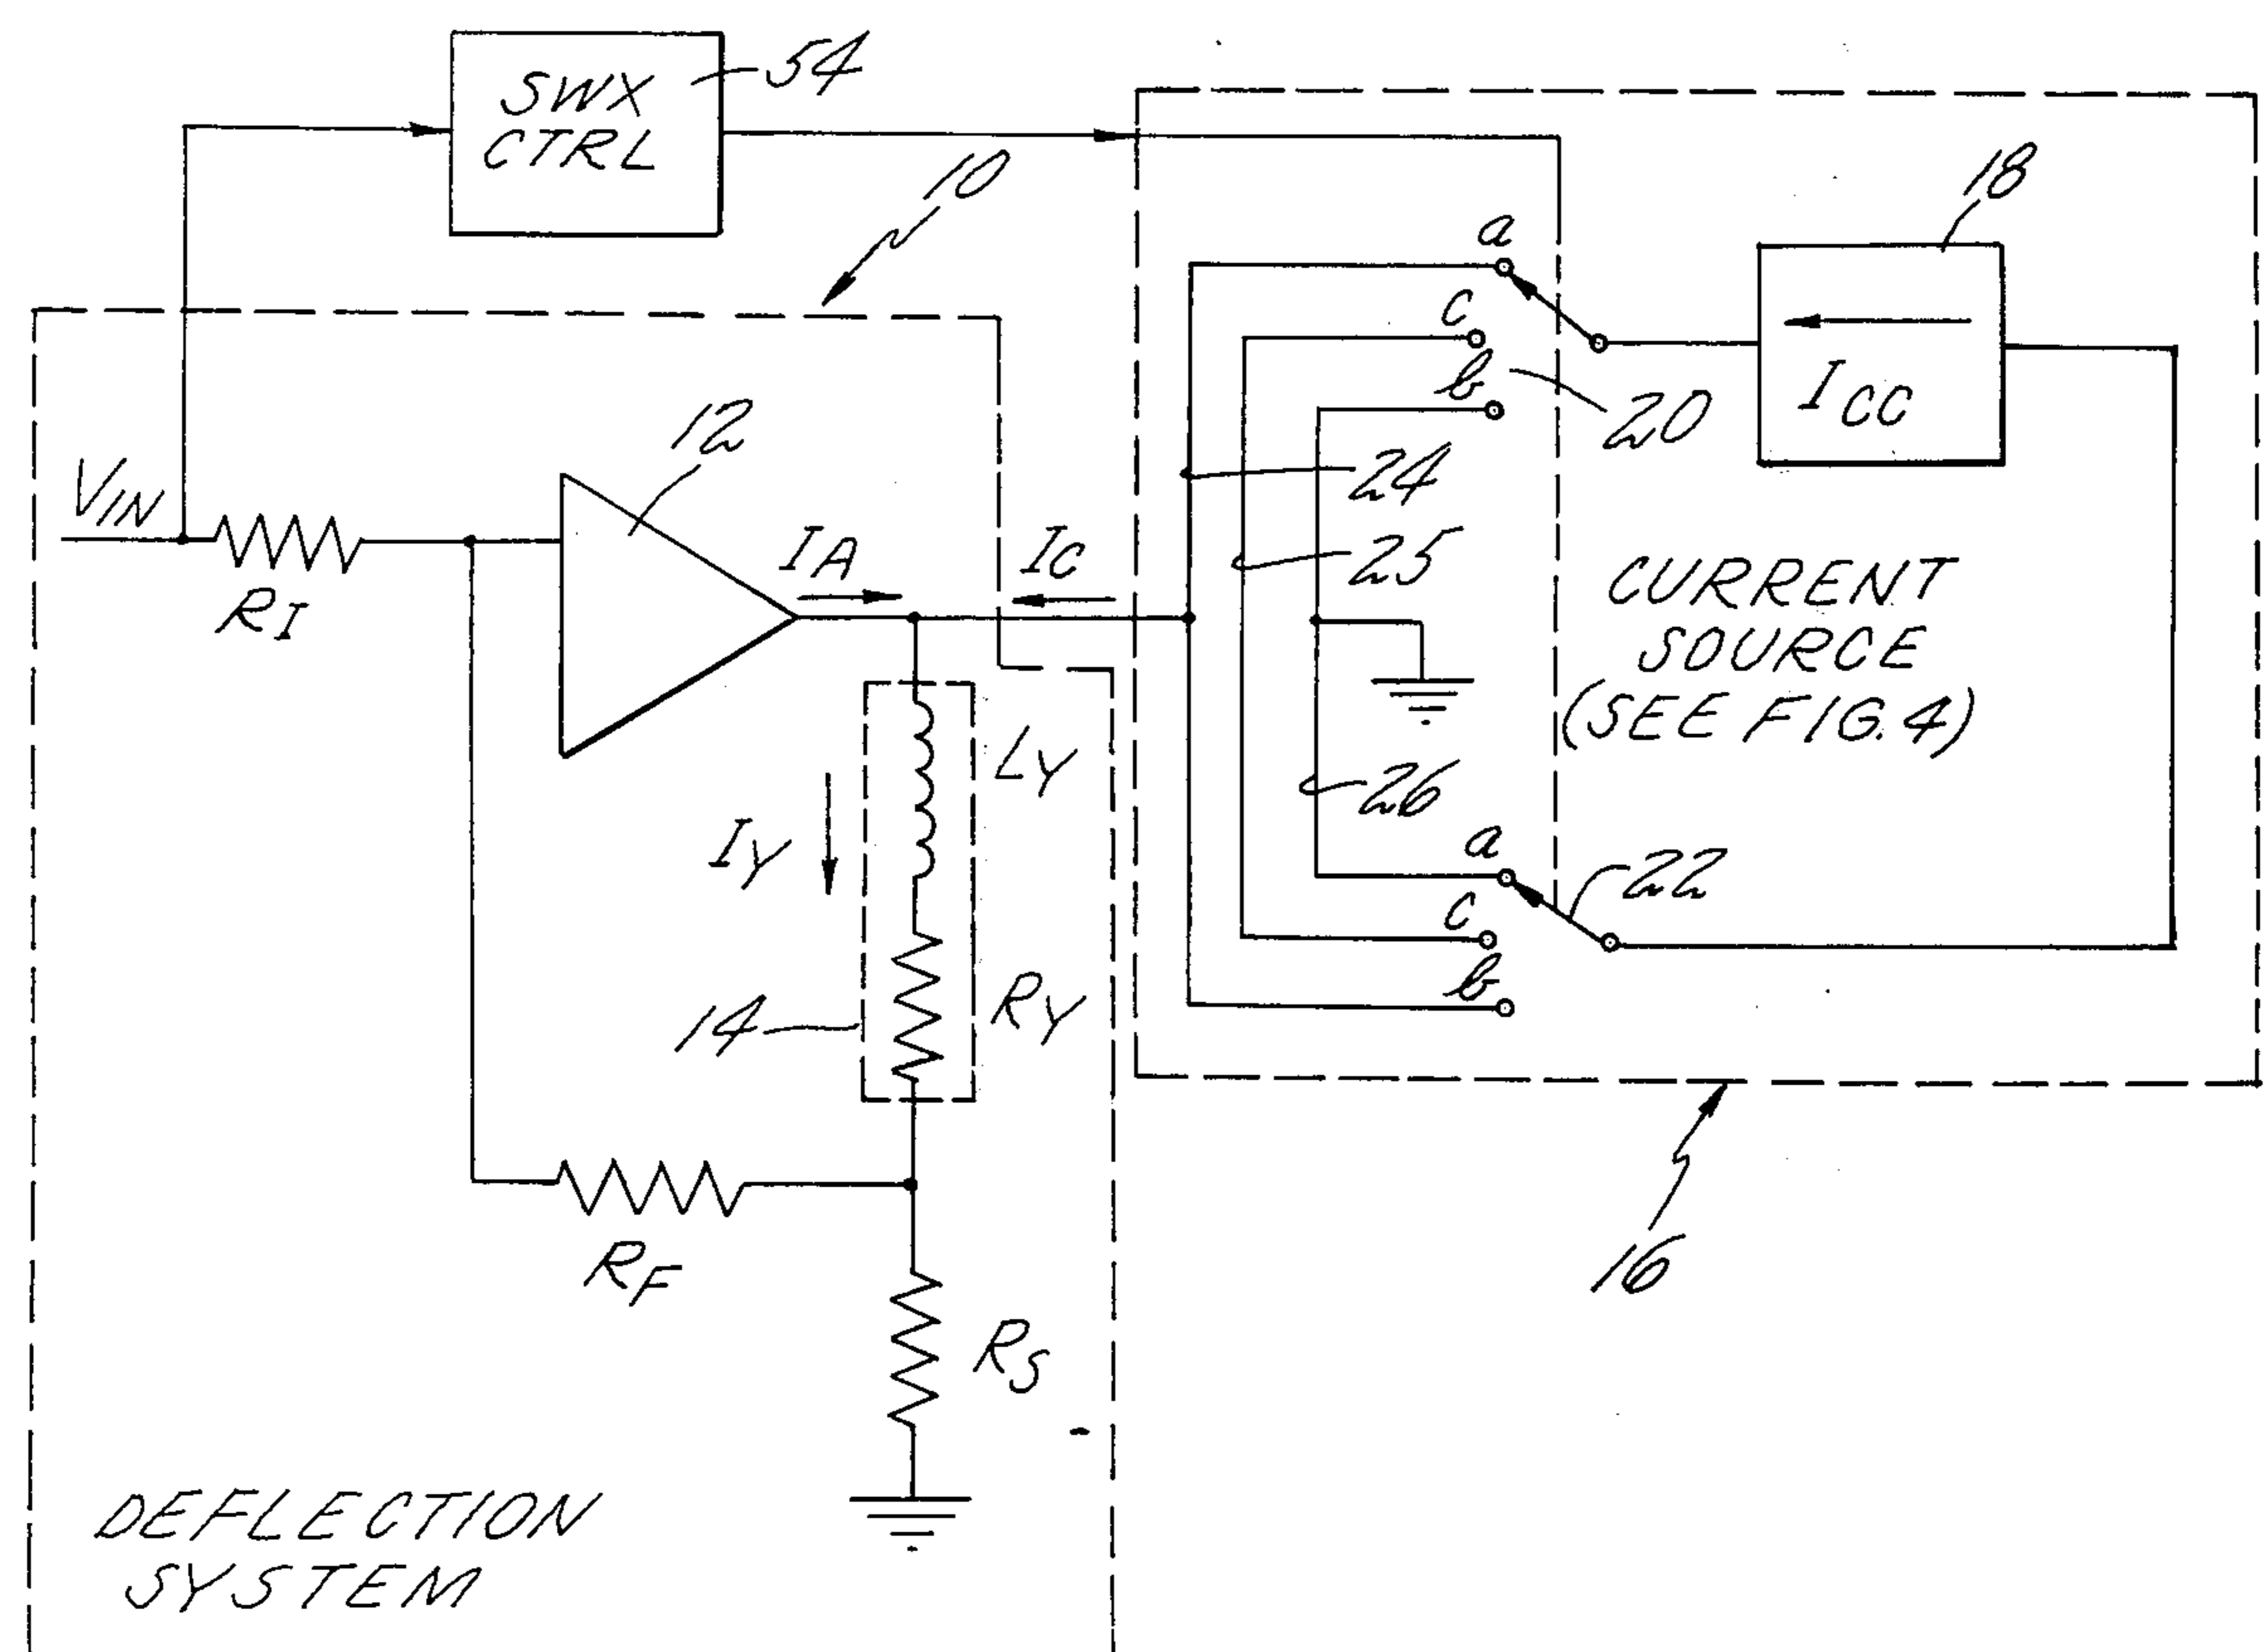 SWX
CTRL
54
10
18
a
c
b
20
ICC
12
VIN
RI
IA
IC
24
25
CURRENT
SOURCE
(SEE FIG. 4)
LY
IY
26
a
c
b
22
14
RY
16
RF
RS
DEFLECTION
SYSTEM